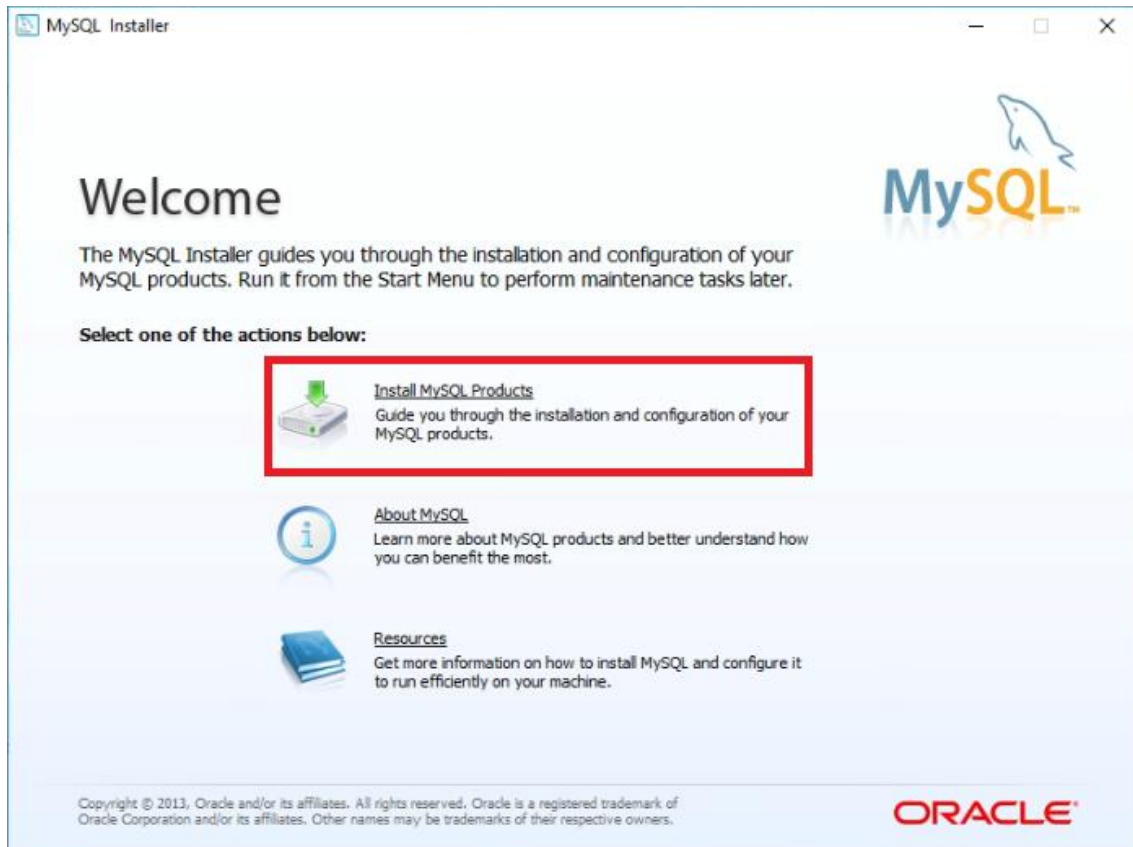 MySQL Installer
MySQL™
Welcome
The MySQL Installer guides you through the installation and configuration of your
MySQL products. Run it from the Start Menu to perform maintenance tasks later.
Select one of the actions below:
Install MySQL Products
Guide you through the installation and configuration of your
MySQL products.
About MySQL
Learn more about MySQL products and better understand how
you can benefit the most.
Resources
Get more information on how to install MySQL and configure it
to run efficiently on your machine.
Copyright © 2013, Oracle and/or its affiliates. All rights reserved. Oracle is a registered trademark of
Oracle Corporation and/or its affiliates. Other names may be trademarks of their respective owners.
ORACLE®